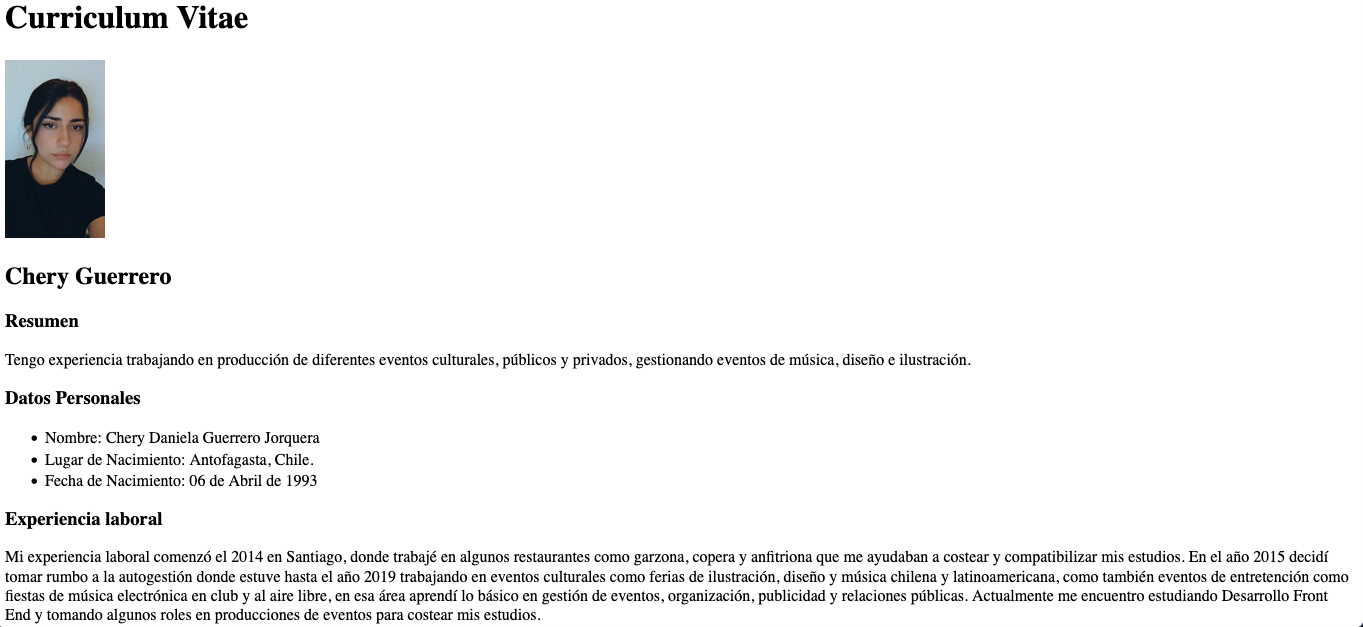 Curriculum Vitae
Chery Guerrero
Resumen
Tengo experiencia trabajando en producción de diferentes eventos culturales, públicos y privados, gestionando eventos de música, diseño e ilustración.
Datos Personales
• Nombre: Chery Daniela Guerrero Jorquera
• Lugar de Nacimiento: Antofagasta, Chile.
• Fecha de Nacimiento: 06 de Abril de 1993
Experiencia laboral
Mi experiencia laboral comenzó el 2014 en Santiago, donde trabajé en algunos restaurantes como garzona, copera y anfitriona que me ayudaban a costear y compatibilizar mis estudios. En el año 2015 decidí
tomar rumbo a la autogestión donde estuve hasta el año 2019 trabajando en eventos culturales como ferias de ilustración, diseño y música chilena y latinoamericana, como también eventos de entretención como
fiestas de música electrónica en club y al aire libre, en esa área aprendí lo básico en gestión de eventos, organización, publicidad y relaciones públicas. Actualmente me encuentro estudiando Desarrollo Front
End y tomando algunos roles en producciones de eventos para costear mis estudios.